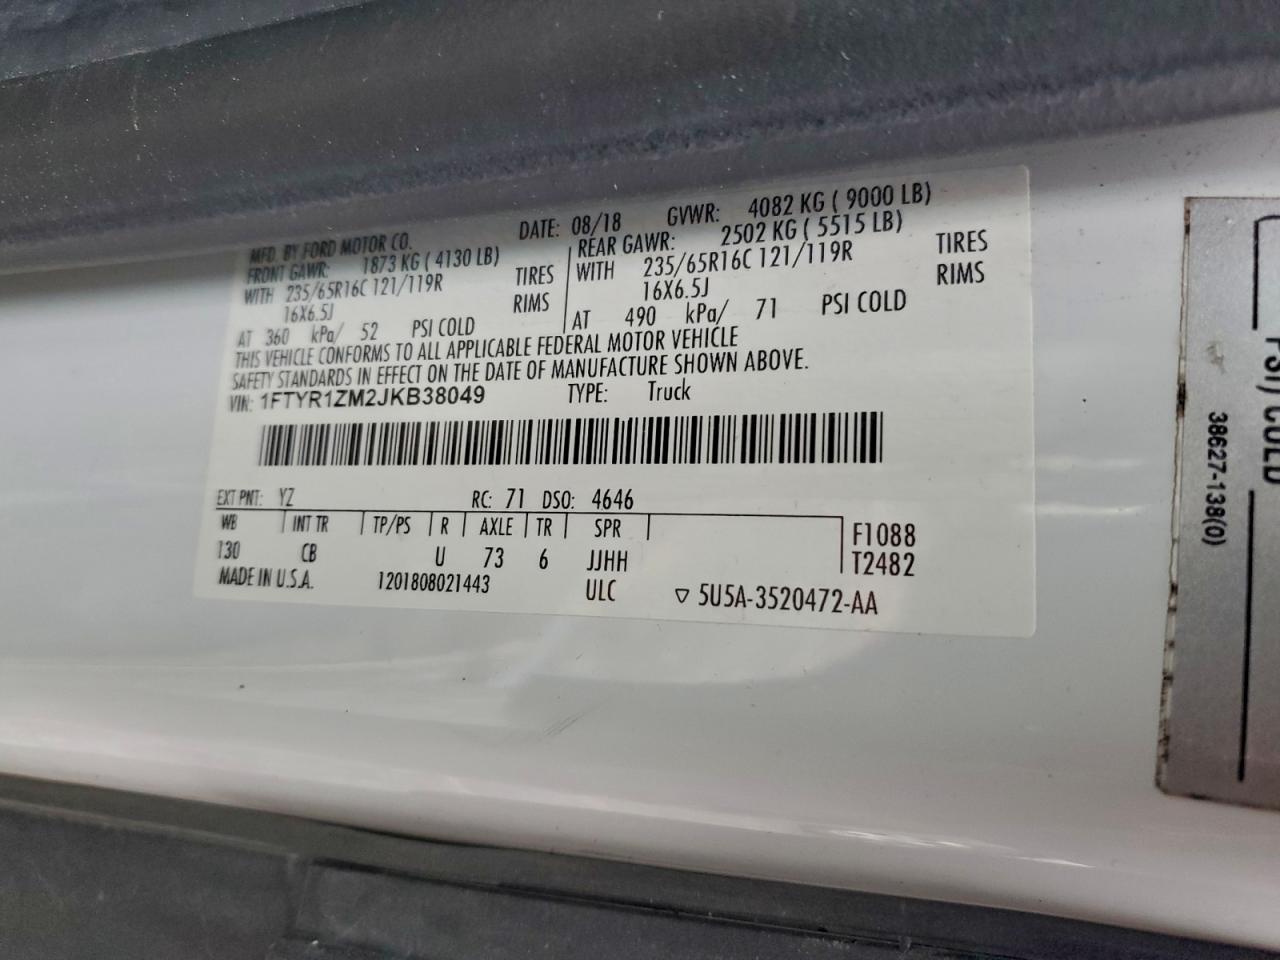 MFD. BY FORD MOTOR CO. DATE: 08/18 GVWR: 4082 KG ( 9000 LB)
FRONT GAWR: 1873 KG ( 4130 LB) REAR GAWR: 2502 KG ( 5515 LB)
WITH 235/65R16C 121/119R TIRES WITH 235/65R16C 121/119R TIRES
16X6.5J RIMS 16X6.5J RIMS
AT 360 kPa/ 52 PSI COLD AT 490 kPa/ 71 PSI COLD
THIS VEHICLE CONFORMS TO ALL APPLICABLE FEDERAL MOTOR VEHICLE
SAFETY STANDARDS IN EFFECT ON THE DATE OF MANUFACTURE SHOWN ABOVE.
VIN: 1FTYR1ZM2JKB38049 TYPE: Truck
EXT PNT: YZ RC: 71 DSO: 4646
WB INT TR TP/PS R AXLE TR SPR F1088
130 CB U 73 6 JJHH T2482
MADE IN U.S.A. 1201808021443 ULC ▽ 5U5A-3520472-AA
PSI/ COLD
38627-138(0)